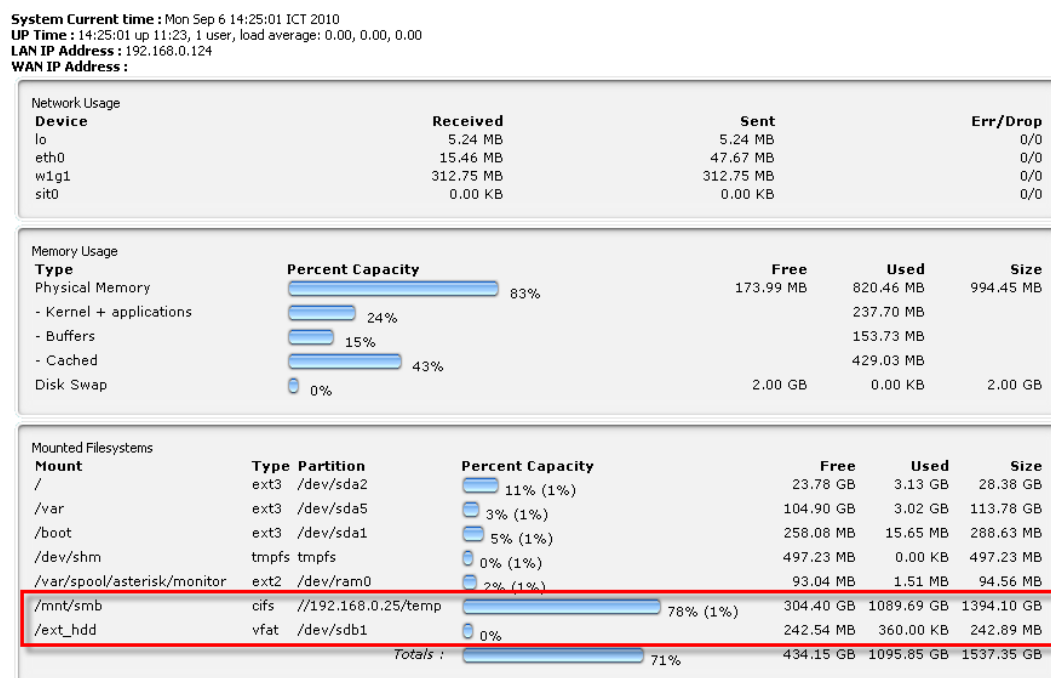 System Current time : Mon Sep 6 14:25:01 ICT 2010
UP Time : 14:25:01 up 11:23, 1 user, load average: 0.00, 0.00, 0.00
LAN IP Address : 192.168.0.124
WAN IP Address :
Network Usage
Device Received Sent Err/Drop
lo 5.24 MB 5.24 MB 0/0
eth0 15.46 MB 47.67 MB 0/0
w1g1 312.75 MB 312.75 MB 0/0
sit0 0.00 KB 0.00 KB 0/0
Memory Usage
Type Percent Capacity Free Used Size
Physical Memory 83% 173.99 MB 820.46 MB 994.45 MB
- Kernel + applications 24% 237.70 MB
- Buffers 15% 153.73 MB
- Cached 43% 429.03 MB
Disk Swap 0% 2.00 GB 0.00 KB 2.00 GB
Mounted Filesystems
Mount Type Partition Percent Capacity Free Used Size
/ ext3 /dev/sda2 11% (1%) 23.78 GB 3.13 GB 28.38 GB
/var ext3 /dev/sda5 3% (1%) 104.90 GB 3.02 GB 113.78 GB
/boot ext3 /dev/sda1 5% (1%) 258.08 MB 15.65 MB 288.63 MB
/dev/shm tmpfs tmpfs 0% (1%) 497.23 MB 0.00 KB 497.23 MB
/var/spool/asterisk/monitor ext2 /dev/ram0 2% (1%) 93.04 MB 1.51 MB 94.56 MB
/mnt/smb cifs //192.168.0.25/temp 78% (1%) 304.40 GB 1089.69 GB 1394.10 GB
/ext_hdd vfat /dev/sdb1 0% 242.54 MB 360.00 KB 242.89 MB
Totals : 71% 434.15 GB 1095.85 GB 1537.35 GB